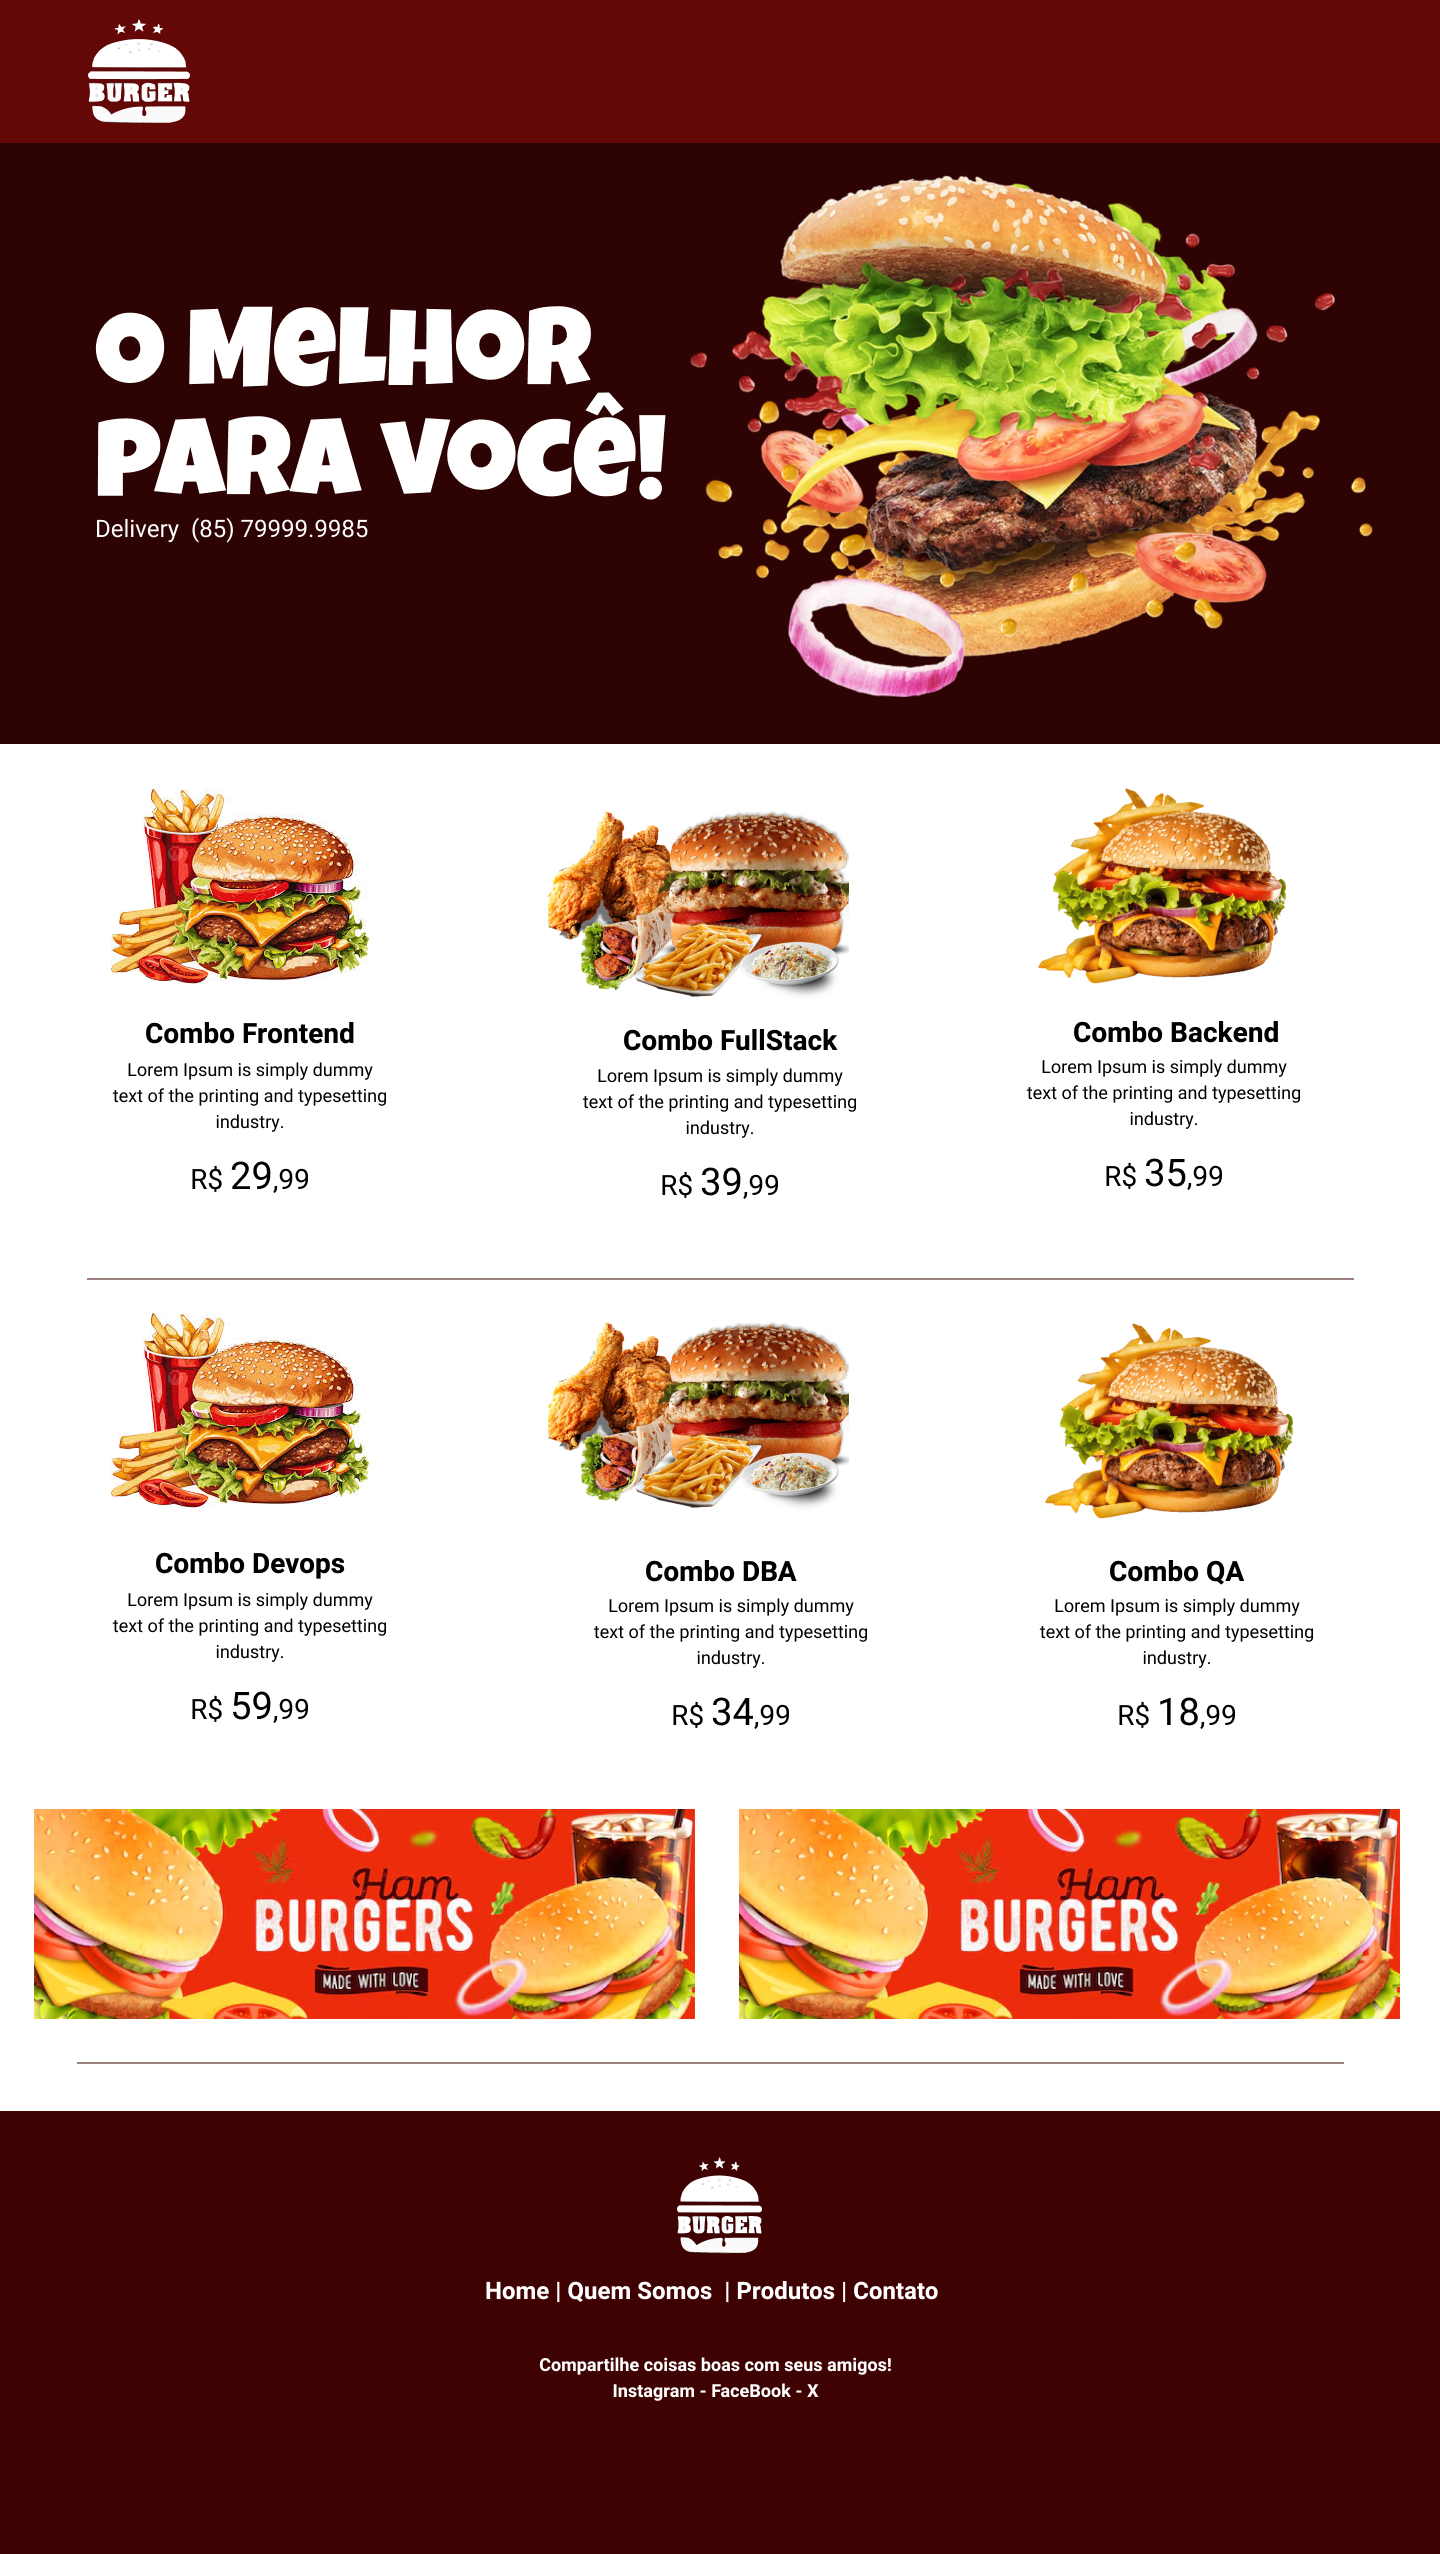 BURGER
O MELHOR
PARA VOCÊ!
Delivery  (85) 79999.9985
Combo Frontend
Lorem Ipsum is simply dummy
text of the printing and typesetting
industry.
R$ 29,99
Combo FullStack
Lorem Ipsum is simply dummy
text of the printing and typesetting
industry.
R$ 39,99
Combo Backend
Lorem Ipsum is simply dummy
text of the printing and typesetting
industry.
R$ 35,99
Combo Devops
Lorem Ipsum is simply dummy
text of the printing and typesetting
industry.
R$ 59,99
Combo DBA
Lorem Ipsum is simply dummy
text of the printing and typesetting
industry.
R$ 34,99
Combo QA
Lorem Ipsum is simply dummy
text of the printing and typesetting
industry.
R$ 18,99
Ham
BURGERS
MADE WITH LOVE
Ham
BURGERS
MADE WITH LOVE
BURGER
Home | Quem Somos  | Produtos | Contato
Compartilhe coisas boas com seus amigos!
Instagram - FaceBook - X